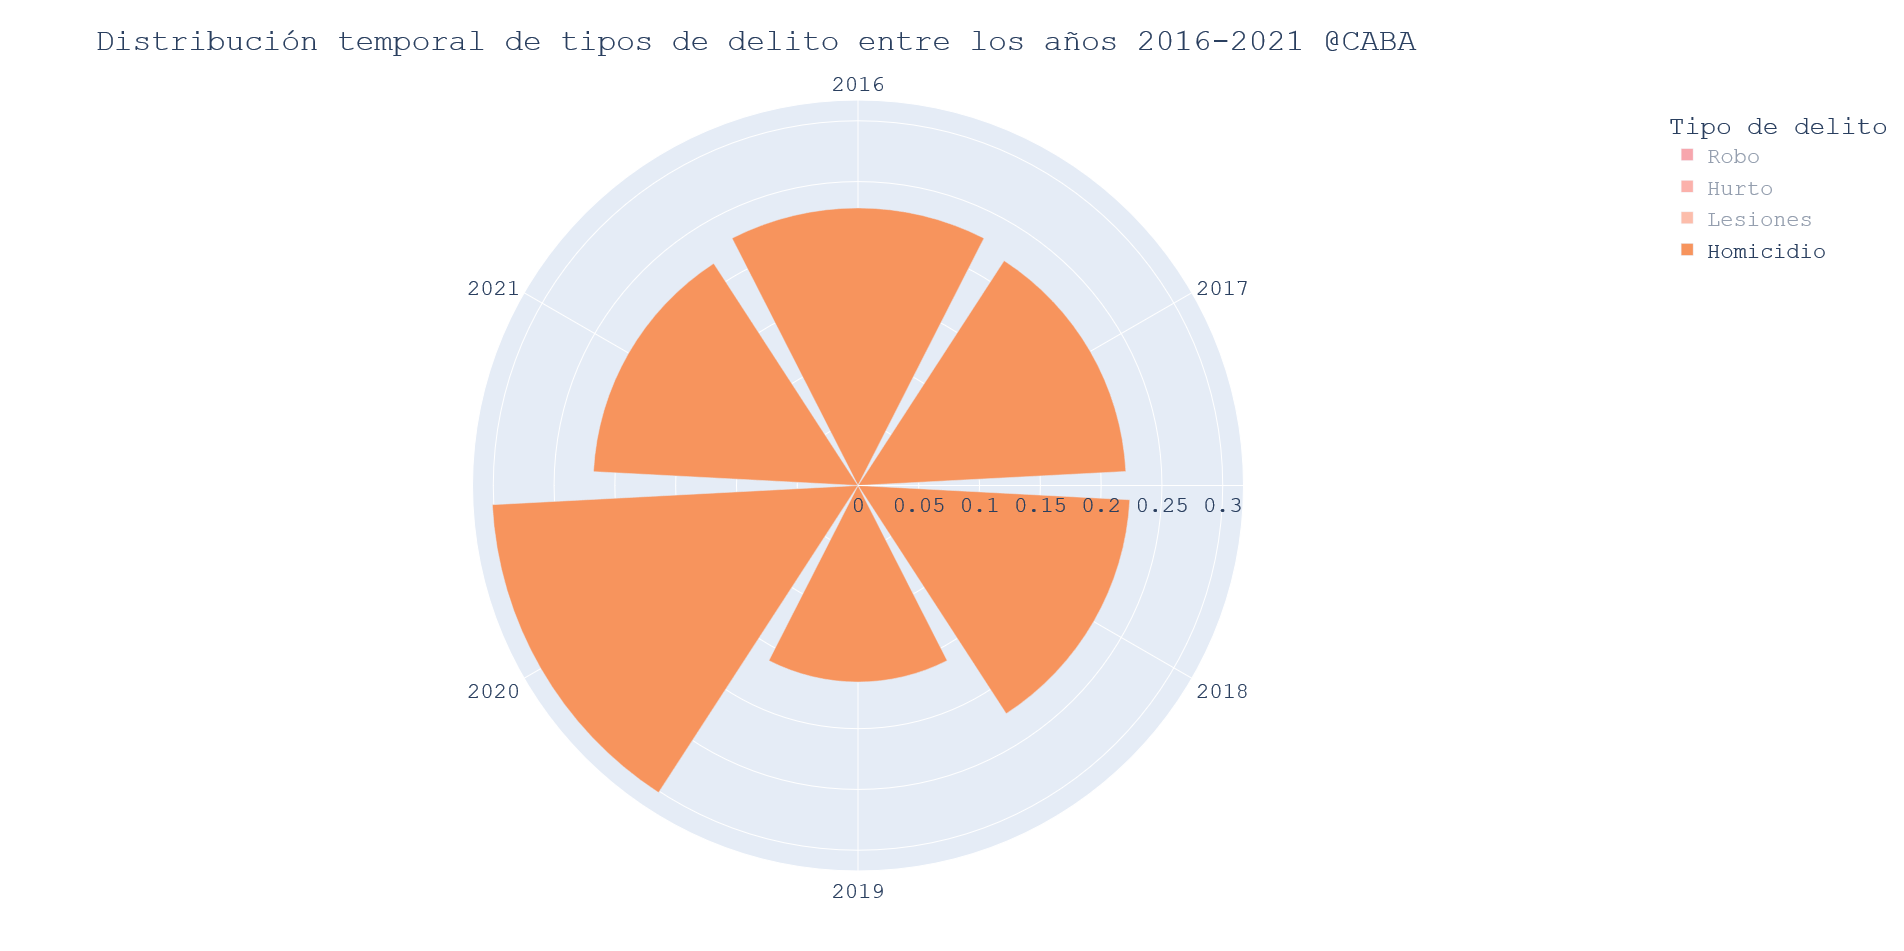 Distribución temporal de tipos de delito entre los años 2016-2021 @CABA
2016
Tipo de delito
Robo
Hurto
Lesiones
Homicidio
2021
2017
0 0.05 0.1 0.15 0.2 0.25 0.3
2020
2018
2019